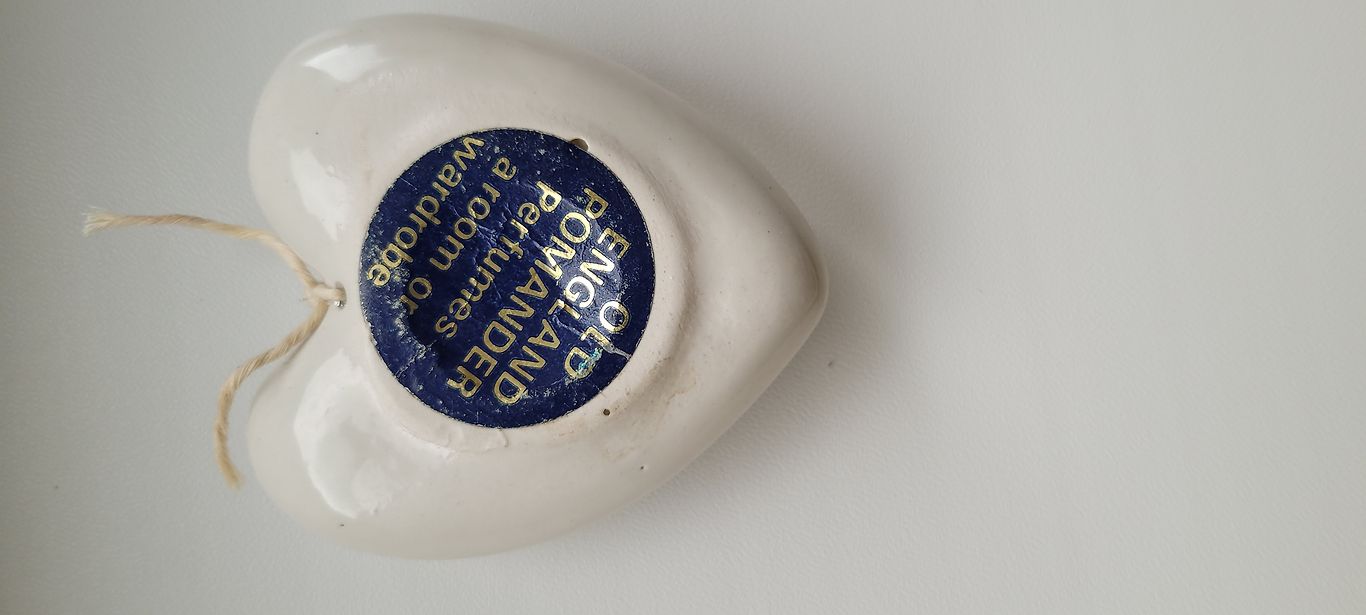 OLD
ENGLAND
POMANDER
perfumes
a room or
wardrobe